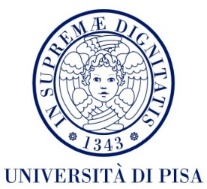 IN SUPREMÆ DIGNITATIS
· 1343 ·
UNIVERSITÀ DI PISA